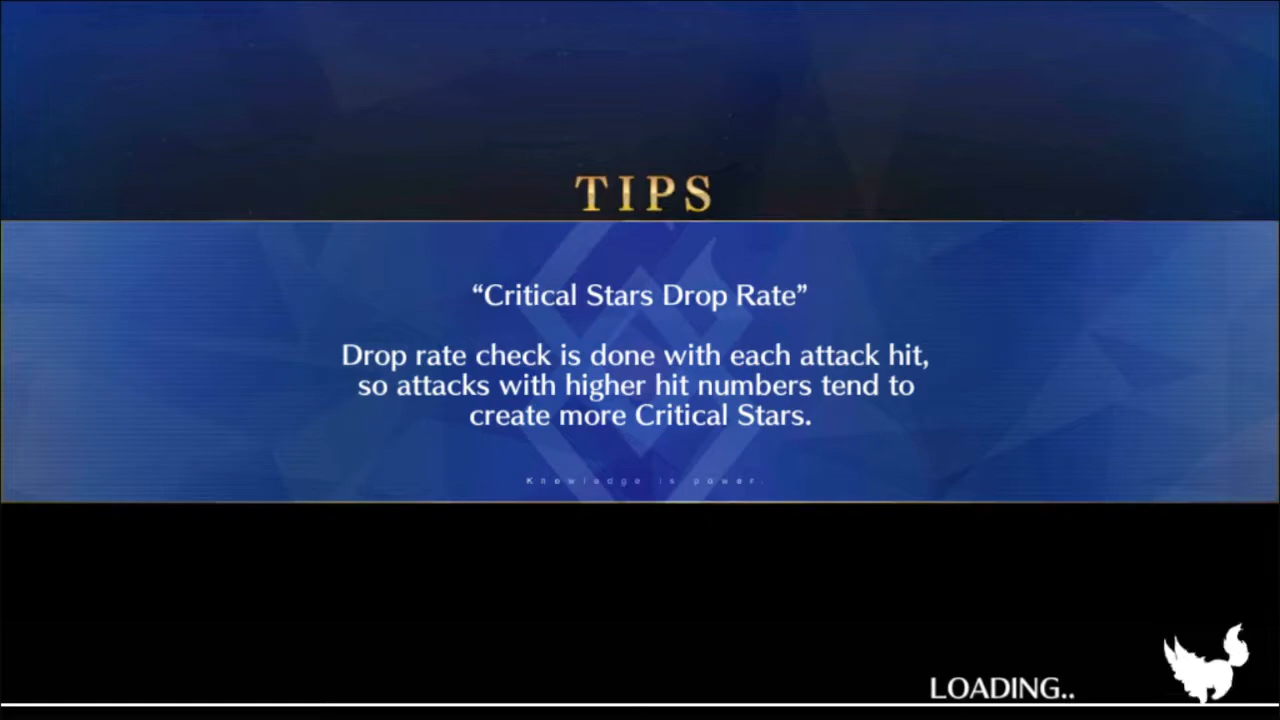 TIPS
“Critical Stars Drop Rate”
Drop rate check is done with each attack hit,
so attacks with higher hit numbers tend to
create more Critical Stars.
Knowledge is power.
LOADING..